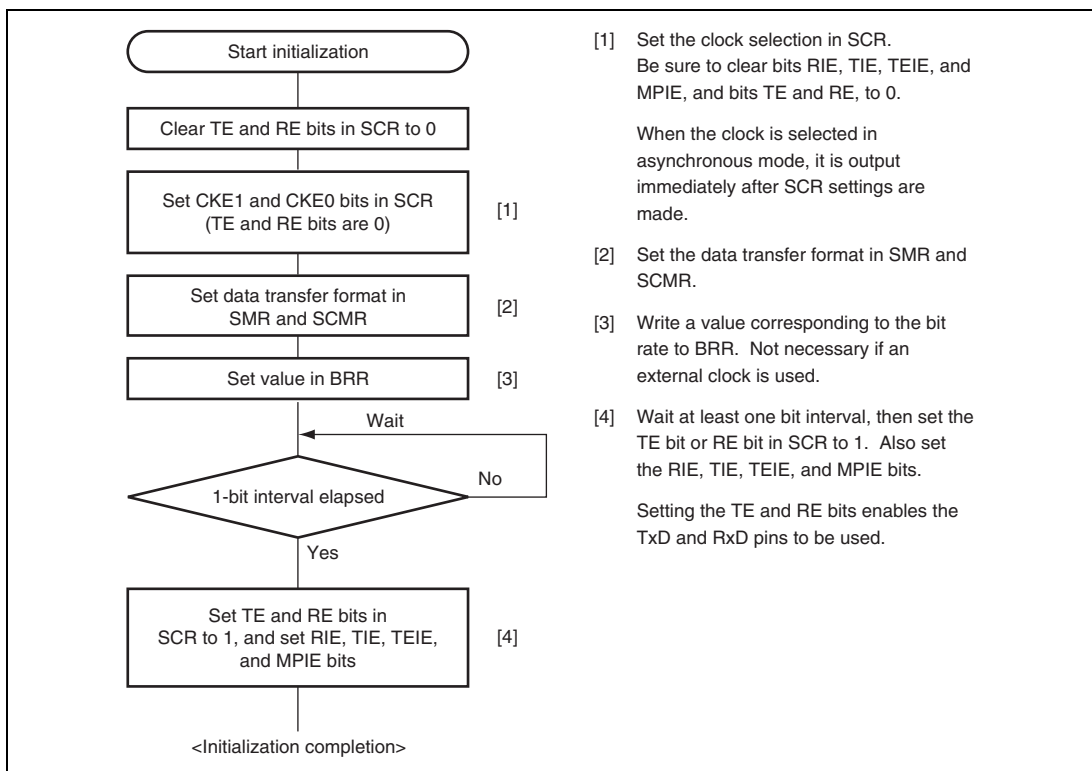 Start initialization
Clear TE and RE bits in SCR to 0
Set CKE1 and CKE0 bits in SCR
(TE and RE bits are 0)
[1]
Set data transfer format in
SMR and SCMR
[2]
Set value in BRR
[3]
Wait
1-bit interval elapsed
No
Yes
Set TE and RE bits in
SCR to 1, and set RIE, TIE, TEIE,
and MPIE bits
[4]
<Initialization completion>
[1] Set the clock selection in SCR.
Be sure to clear bits RIE, TIE, TEIE, and
MPIE, and bits TE and RE, to 0.
When the clock is selected in
asynchronous mode, it is output
immediately after SCR settings are
made.
[2] Set the data transfer format in SMR and
SCMR.
[3] Write a value corresponding to the bit
rate to BRR. Not necessary if an
external clock is used.
[4] Wait at least one bit interval, then set the
TE bit or RE bit in SCR to 1. Also set
the RIE, TIE, TEIE, and MPIE bits.
Setting the TE and RE bits enables the
TxD and RxD pins to be used.